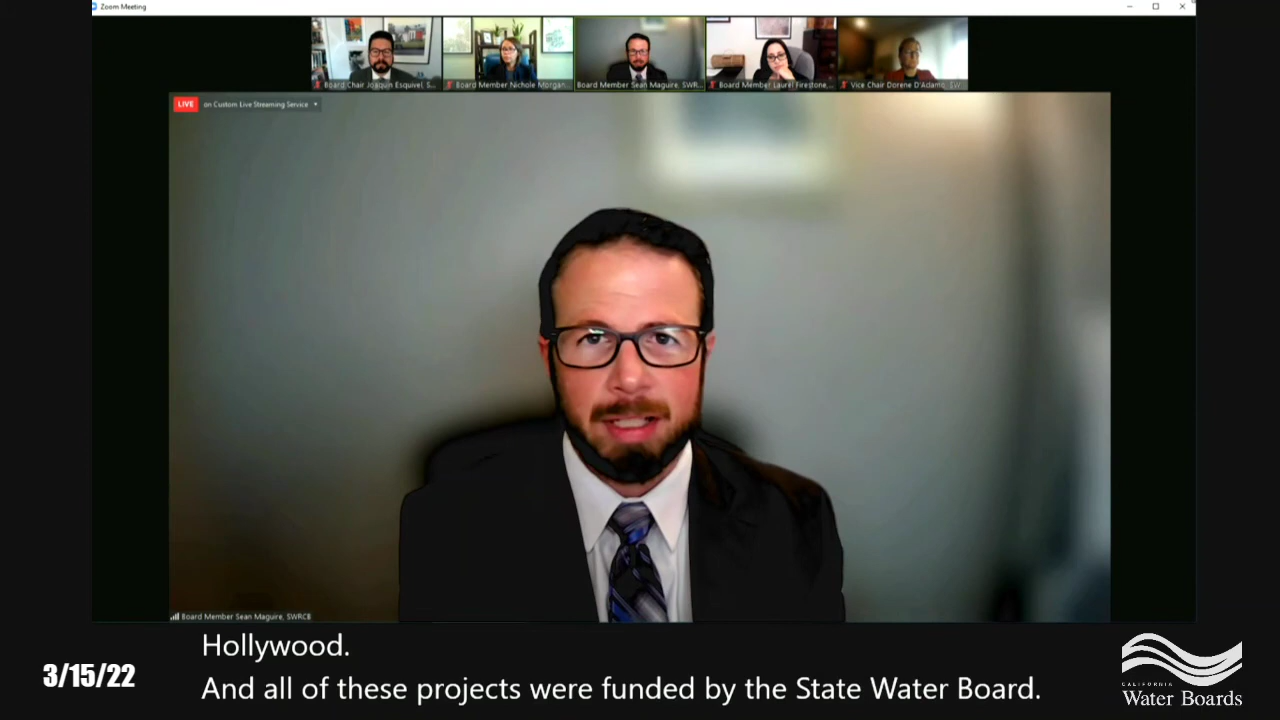 Zoom Meeting
Board Chair Joaquin Esquivel, S...
Board Member Nichole Morgan...
Board Member Sean Maguire, SWR...
Board Member Laurel Firestone,...
Vice Chair Dorene D'Adamo, SW
LIVE on Custom Live Streaming Service
Board Member Sean Maguire, SWRCB
Hollywood.
3/15/22
And all of these projects were funded by the State Water Board.
CALIFORNIA
Water Boards